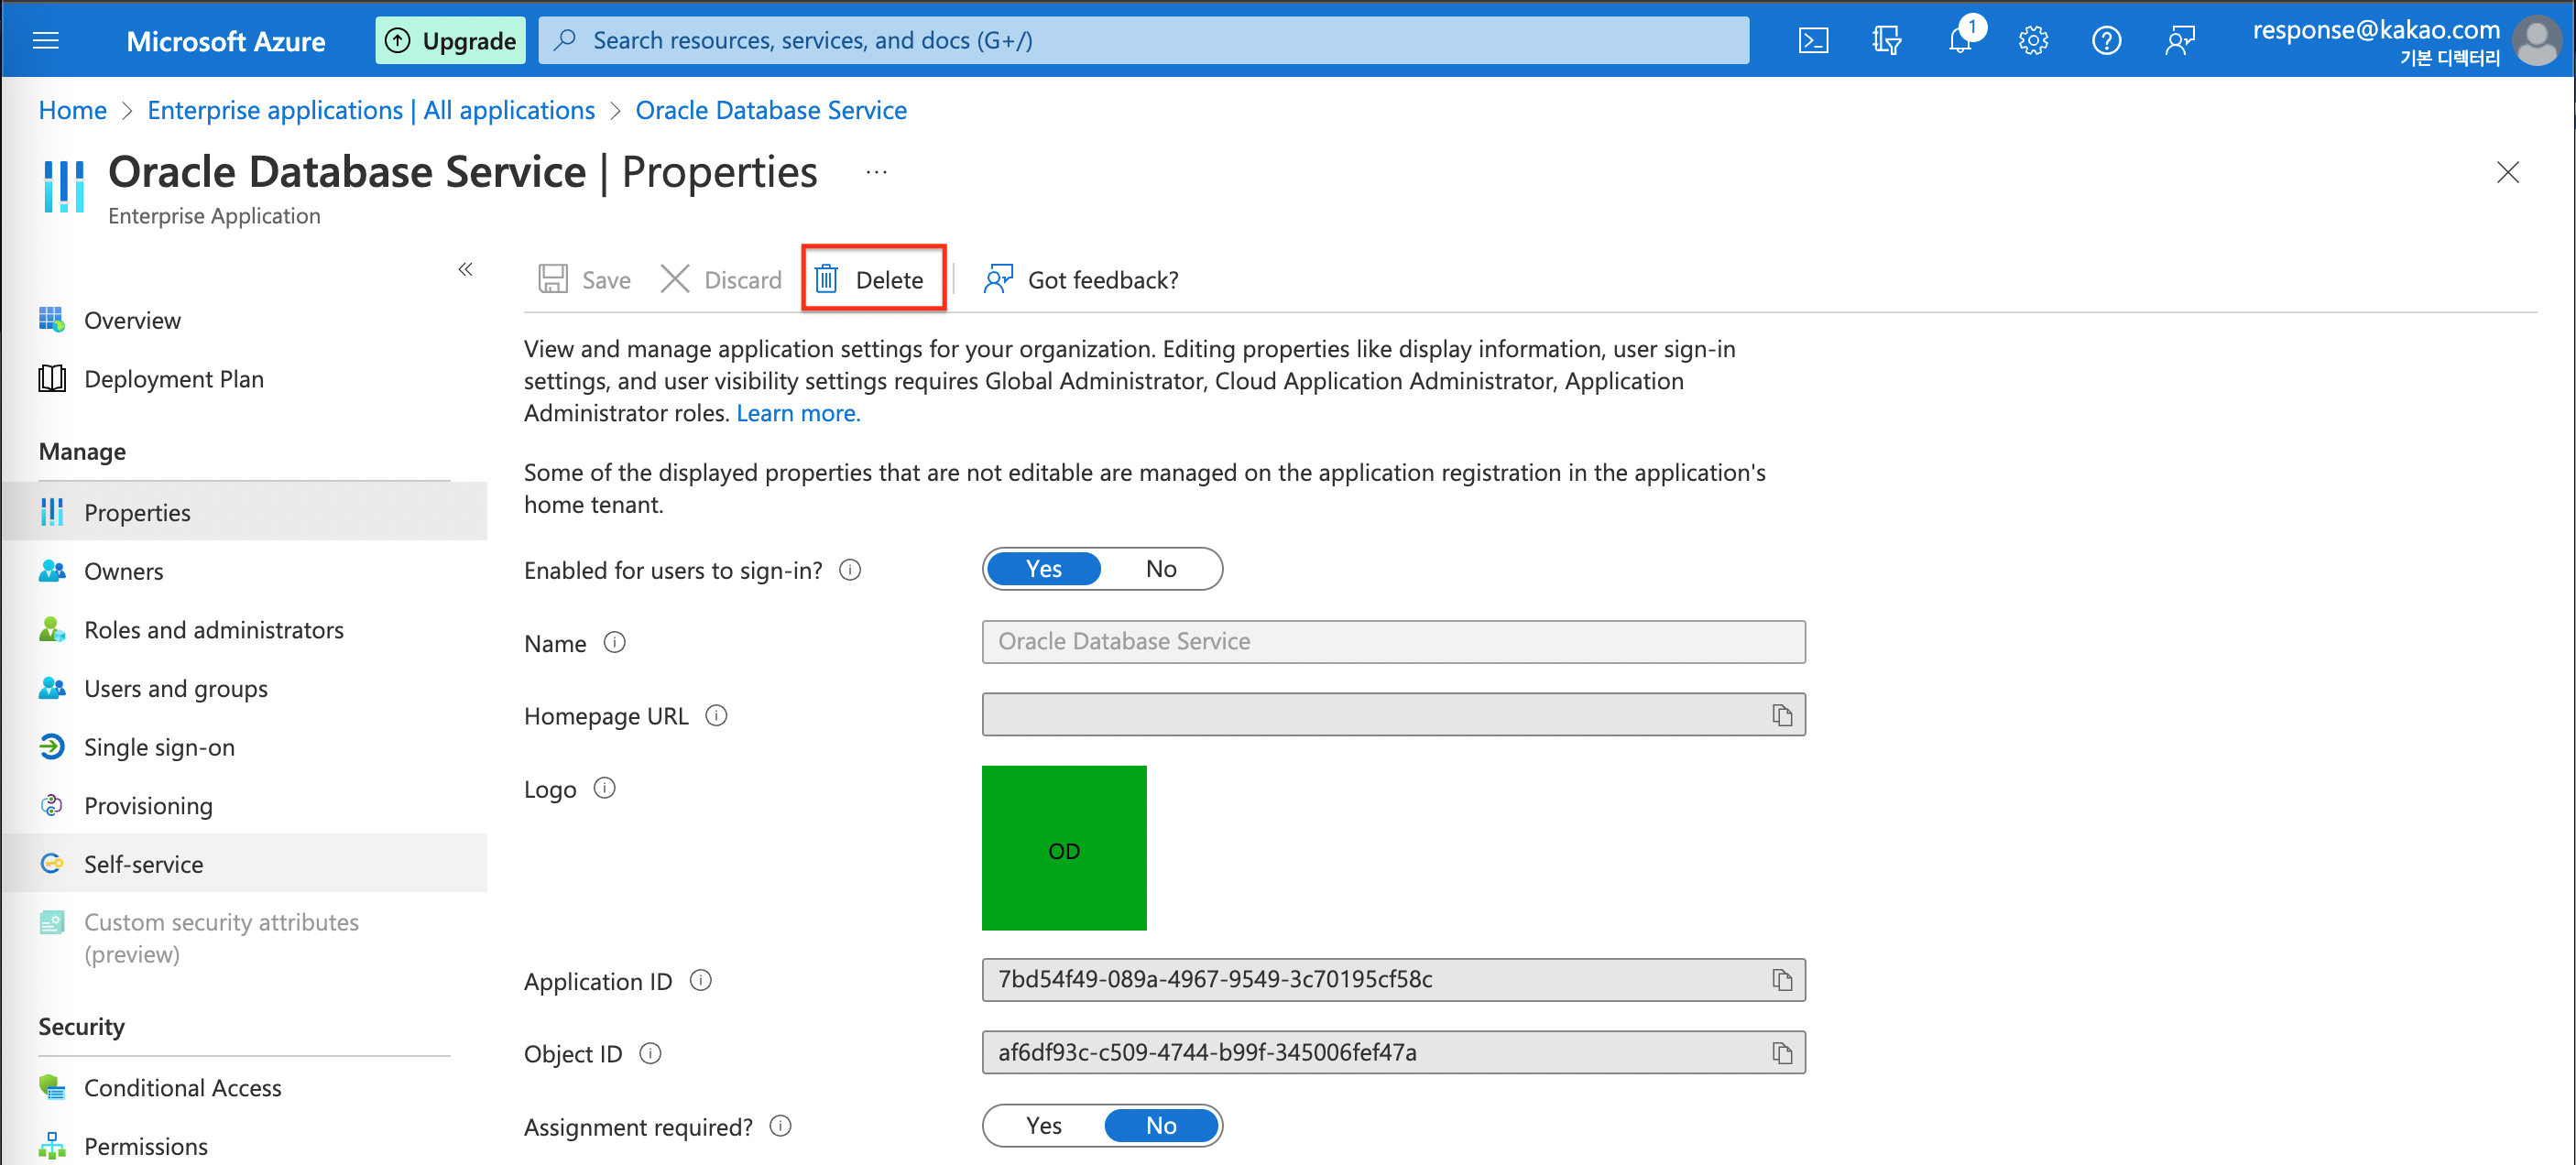 Microsoft Azure
Upgrade
Search resources, services, and docs (G+/)
1
response@kakao.com
기본 디렉터리
Home > Enterprise applications | All applications > Oracle Database Service
Oracle Database Service | Properties ...
Enterprise Application
«
Overview
Deployment Plan
Manage
Properties
Owners
Roles and administrators
Users and groups
Single sign-on
Provisioning
Self-service
Custom security attributes
(preview)
Security
Conditional Access
Permissions
Save Discard Delete Got feedback?
View and manage application settings for your organization. Editing properties like display information, user sign-in
settings, and user visibility settings requires Global Administrator, Cloud Application Administrator, Application
Administrator roles. Learn more.
Some of the displayed properties that are not editable are managed on the application registration in the application's
home tenant.
Enabled for users to sign-in? Yes No
Name Oracle Database Service
Homepage URL
Logo
OD
Application ID 7bd54f49-089a-4967-9549-3c70195cf58c
Object ID af6df93c-c509-4744-b99f-345006fef47a
Assignment required? Yes No